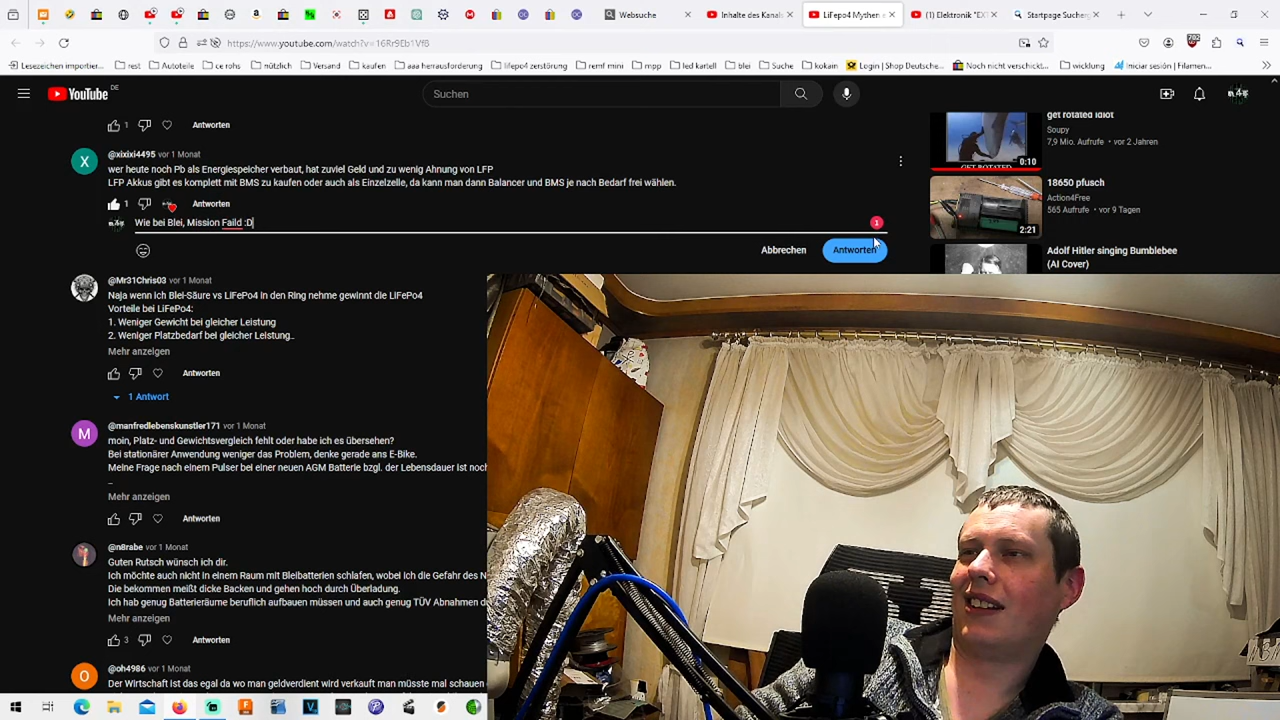 Websuche
Inhalte des Kanals
LiFepo4 Mythen
(1) Elektronik "EXT
Startpage Sucher
https://www.youtube.com/watch?v=16Rr9Eb1Vf8
Lesezeichen importier...
rest
Autoteile
ce rohs
nützlich
Versand
kaufen
aaa herrausforderung
lifepo4 zerstörung
remf mini
mpp
led kartell
blei
Suche
kokain
Login | Shop Deutsche...
Noch nicht verschickt...
wicklung
Iniciar sesión | Filamen...
YouTube DE
Suchen
1 Antworten
@xixixi4495 vor 1 Monat
wer heute noch Pb als Energiespeicher verbaut, hat zuviel Geld und zu wenig Ahrung von LFP
LFP Akkus gibt es komplett mit BMS zu kaufen oder auch als Einzelzelle, da kann man dann Balancer und BMS je nach Bedarf frei wählen.
1 Antworten
Wie bei Blei, Mission Faild :D
1
Abbrechen Antworten
@Mr31Chris03 vor 1 Monat
Naja wenn ich Blei-Säure vs LiFePo4 in den Ring nehme gewinnt die LiFePo4
Vorteile bei LiFePo4:
1. Weniger Gewicht bei gleicher Leistung
2. Weniger Platzbedarf bei gleicher Leistung...
Mehr anzeigen
Antworten
1 Antwort
@manfredlebenskunstler171 vor 1 Monat
moin, Platz- und Gewichtsvergleich fehlt oder habe ich es übersehen?
Bei stationärer Anwendung weniger das Problem, denke gerade ans E-Bike.
Meine Frage nach einem Pulser bei einer neuen AGM Batterie bzgl. der Lebensdauer ist noch
...
Mehr anzeigen
Antworten
@n8rabe vor 1 Monat
Guten Rutsch wünsch ich dir.
Ich möchte auch nicht in einem Raum mit Bleibatterien schlafen, wobei ich die Gefahr des N
Die bekommen meißt dicke Backen und gehen hoch durch Überladung.
Ich hab genug Batterieräume beruflich aufbauen müssen und auch genug TÜV Abnahmen d
Mehr anzeigen
3 Antworten
@oh4986 vor 1 Monat
Der Wirtschaft ist das egal da wo man geldverdient wird verkauft man müsste mal schauen
get rotated idiot
Soupy
7,9 Mio. Aufrufe • vor 2 Jahren
GET ROTATED
0:10
18650 pfusch
Action4Free
565 Aufrufe • vor 9 Tagen
2:21
Adolf Hitler singing Bumblebee
(AI Cover)